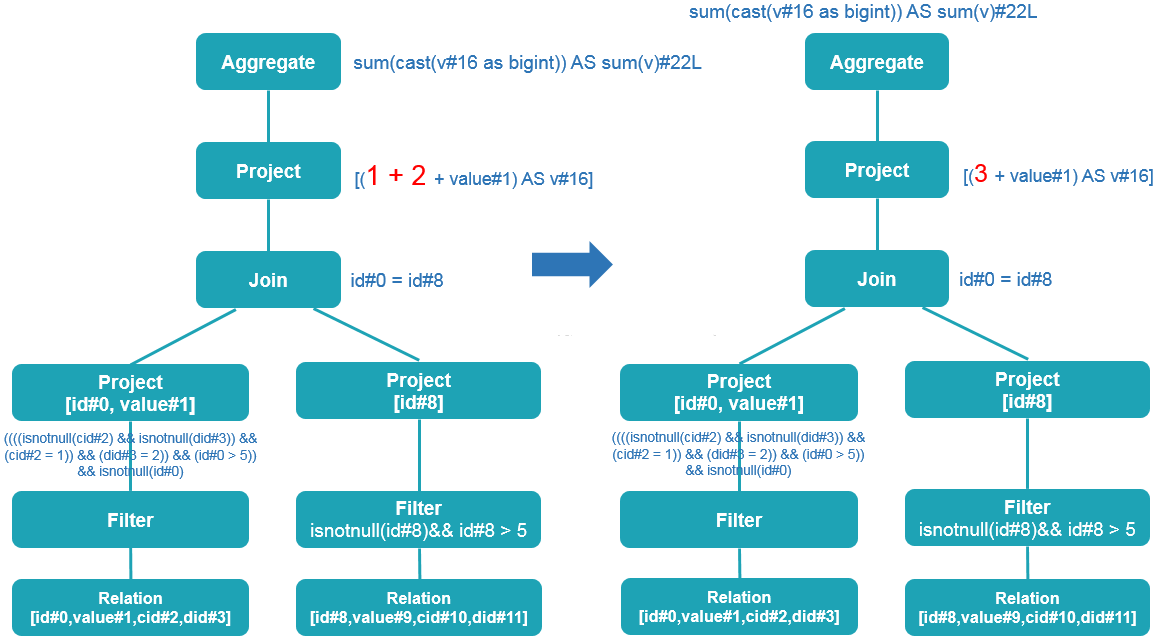 sum(cast(v#16 as bigint)) AS sum(v)#22L
Aggregate
sum(cast(v#16 as bigint)) AS sum(v)#22L
Project
[(1 + 2 + value#1) AS v#16]
Join
id#0 = id#8
Project
[id#0, value#1]
Project
[id#8]
((((isnotnull(cid#2) && isnotnull(did#3)) &&
(cid#2 = 1)) && (did#3 = 2)) && (id#0 > 5))
&& isnotnull(id#0)
Filter
Filter
isnotnull(id#8)&& id#8 > 5
Relation
[id#0,value#1,cid#2,did#3]
Relation
[id#8,value#9,cid#10,did#11]
Aggregate
Project
[(3 + value#1) AS v#16]
Join
id#0 = id#8
Project
[id#0, value#1]
Project
[id#8]
((((isnotnull(cid#2) && isnotnull(did#3)) &&
(cid#2 = 1)) && (did#3 = 2)) && (id#0 > 5))
&& isnotnull(id#0)
Filter
Filter
isnotnull(id#8)&& id#8 > 5
Relation
[id#0,value#1,cid#2,did#3]
Relation
[id#8,value#9,cid#10,did#11]